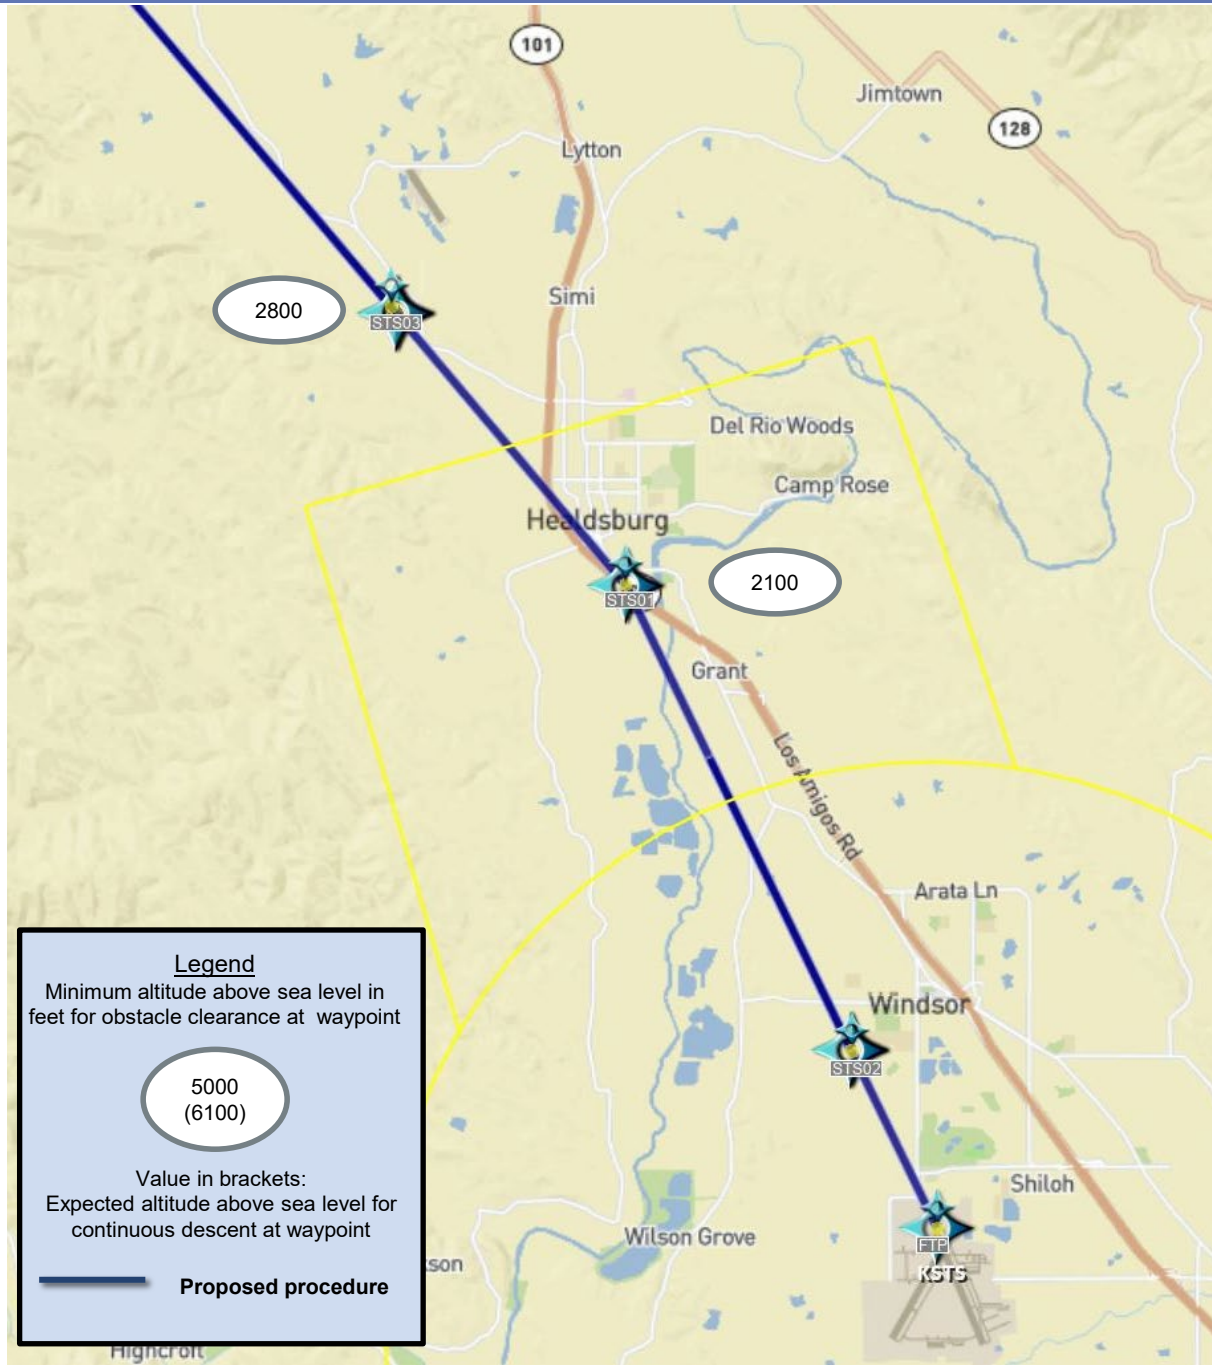 101
Jimtown
128
Lytton
Simi
2800
STS03
Del Rio Woods
Camp Rose
Healdsburg
STS01
2100
Grant
Los Amigos Rd
Arata Ln
Windsor
STS02
Shiloh
Wilson Grove
FTP
KSTS
kson
Highcroft
Legend
Minimum altitude above sea level in
feet for obstacle clearance at waypoint
5000
(6100)
Value in brackets:
Expected altitude above sea level for
continuous descent at waypoint
Proposed procedure